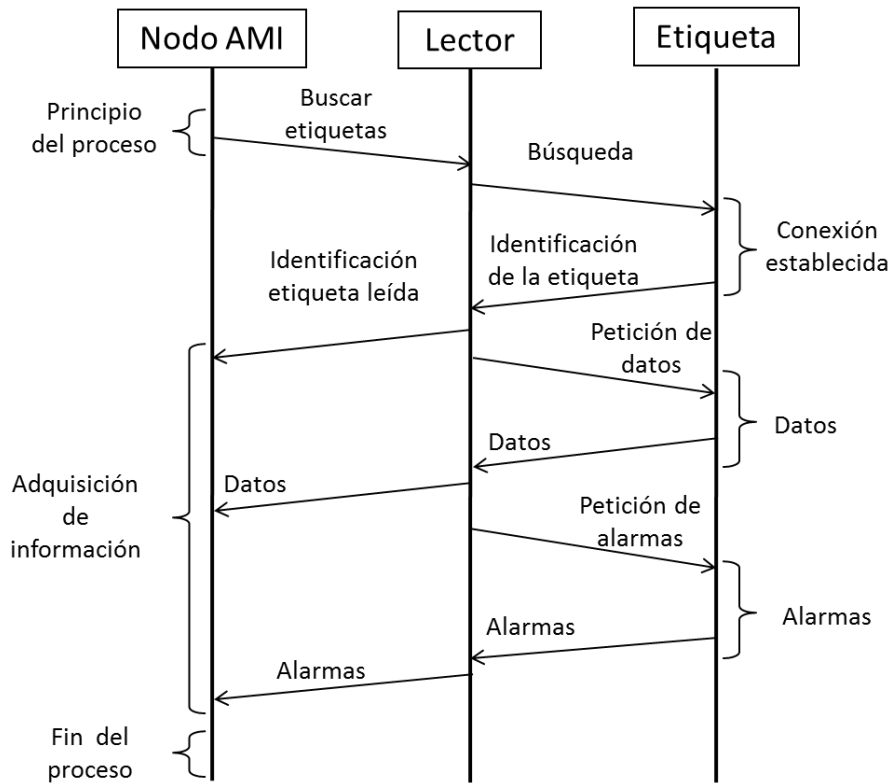 Nodo AMI
Lector
Etiqueta
Principio
del proceso
Buscar
etiquetas
Búsqueda
Conexión
establecida
Identificación
de la etiqueta
Identificación
etiqueta leída
Petición de
datos
Datos
Datos
Datos
Adquisición
de
información
Petición de
alarmas
Alarmas
Alarmas
Alarmas
Fin del
proceso